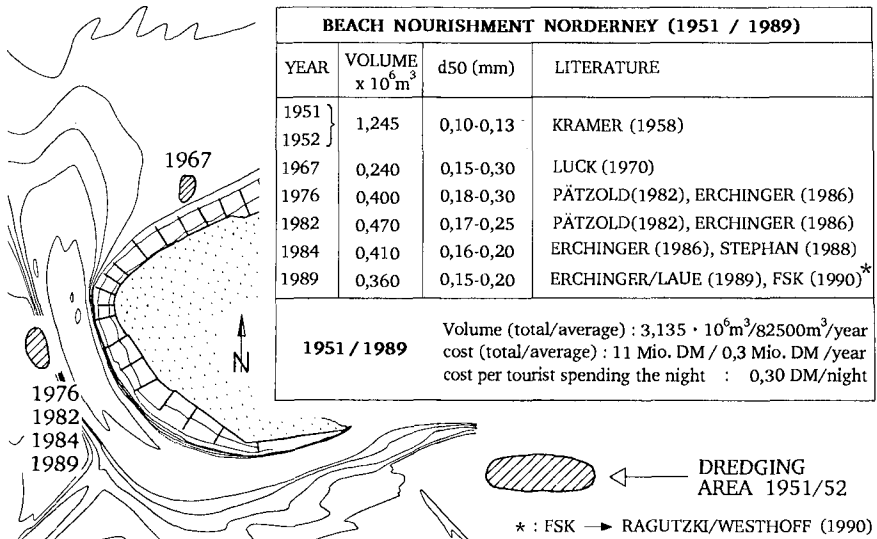 BEACH NOURISHMENT NORDERNEY (1951 / 1989)
YEAR VOLUME x 10⁶m³ d50 (mm) LITERATURE
1951 } 1952 1,245 0,10-0,13 KRAMER (1958)
1967 0,240 0,15-0,30 LUCK (1970)
1976 0,400 0,18-0,30 PÄTZOLD(1982), ERCHINGER (1986)
1982 0,470 0,17-0,25 PÄTZOLD(1982), ERCHINGER (1986)
1984 0,410 0,16-0,20 ERCHINGER (1986), STEPHAN (1988)
1989 0,360 0,15-0,20 ERCHINGER/LAUE (1989), FSK (1990)*
1951 / 1989
Volume (total/average) : 3,135 · 10⁶m³/82500m³/year
cost (total/average) : 11 Mio. DM / 0,3 Mio. DM /year
cost per tourist spending the night : 0,30 DM/night
1967
N
1976
1982
1984
1989
DREDGING
AREA 1951/52
* : FSK → RAGUTZKI/WESTHOFF (1990)